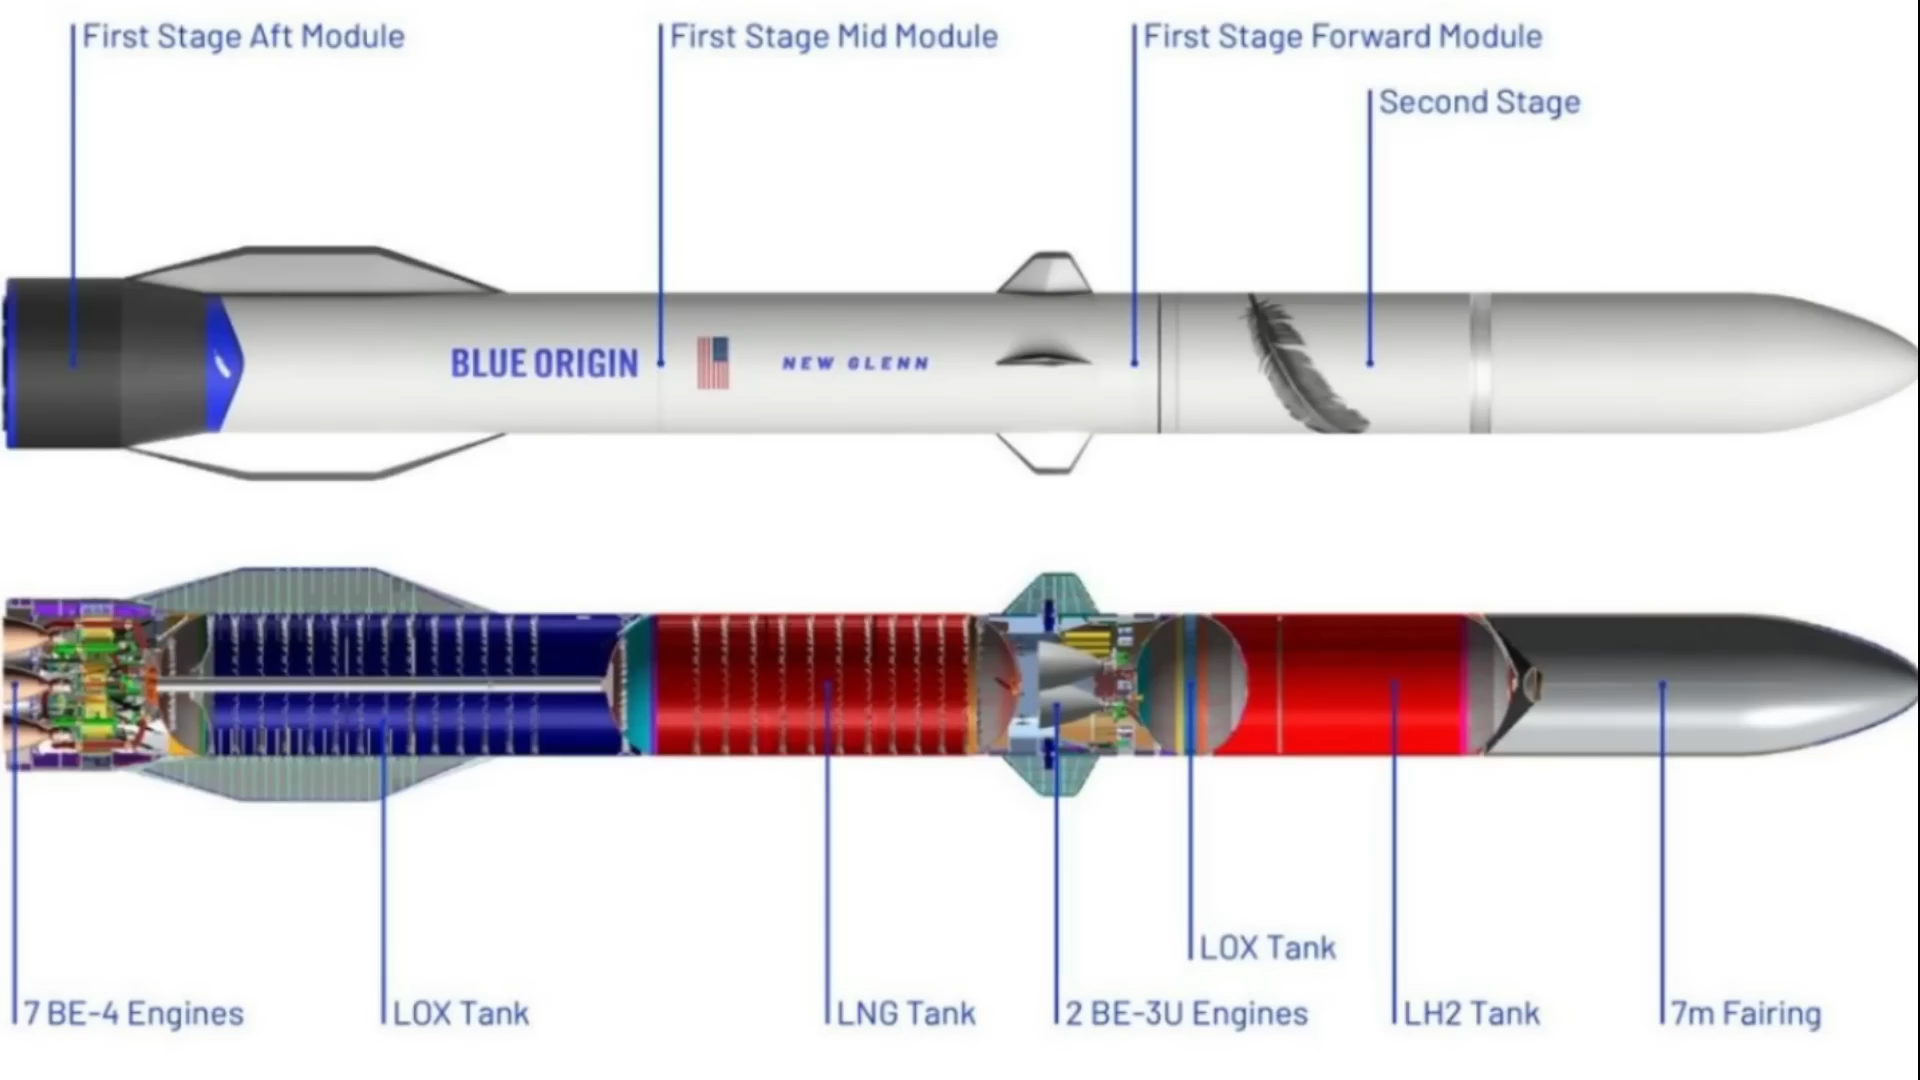 First Stage Aft Module
First Stage Mid Module
First Stage Forward Module
Second Stage
BLUE ORIGIN
NEW GLENN
LOX Tank
7 BE-4 Engines
LOX Tank
LNG Tank
2 BE-3U Engines
LH2 Tank
7m Fairing